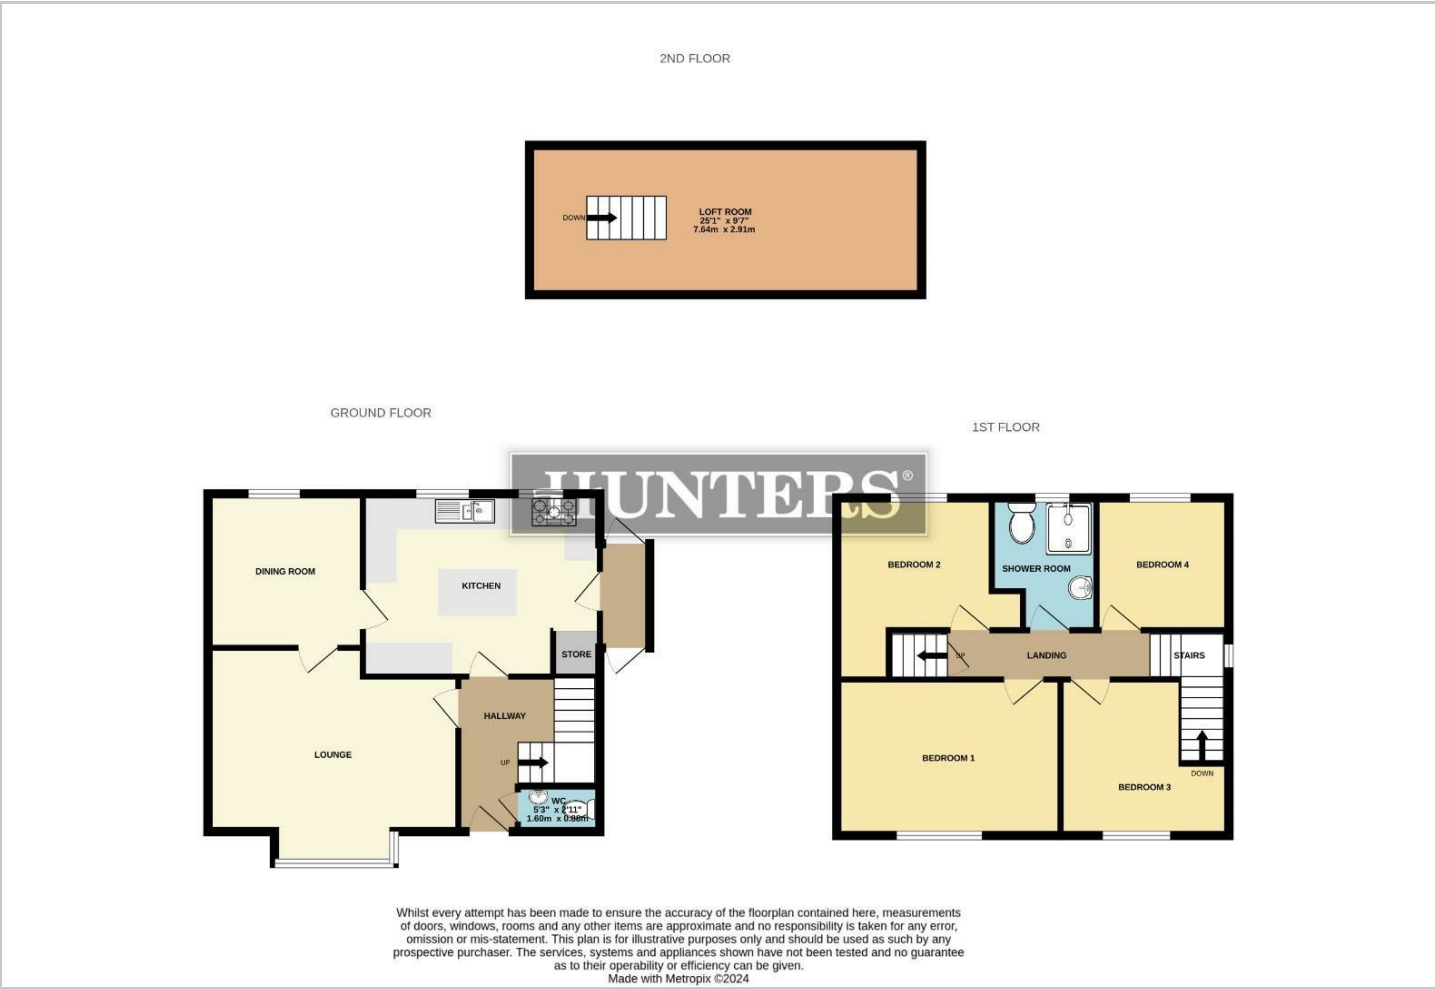 2ND FLOOR
DOWN
LOFT ROOM
25'1" x 9'7"
7.64m x 2.91m
GROUND FLOOR
1ST FLOOR
HUNTERS®
DINING ROOM
KITCHEN
STORE
HALLWAY
LOUNGE
UP
WC
5'3" x 2'11"
1.60m x 0.88m
BEDROOM 2
SHOWER ROOM
BEDROOM 4
UP
LANDING
STAIRS
BEDROOM 1
BEDROOM 3
DOWN
Whilst every attempt has been made to ensure the accuracy of the floorplan contained here, measurements
of doors, windows, rooms and any other items are approximate and no responsibility is taken for any error,
omission or mis-statement. This plan is for illustrative purposes only and should be used as such by any
prospective purchaser. The services, systems and appliances shown have not been tested and no guarantee
as to their operability or efficiency can be given.
Made with Metropix ©2024